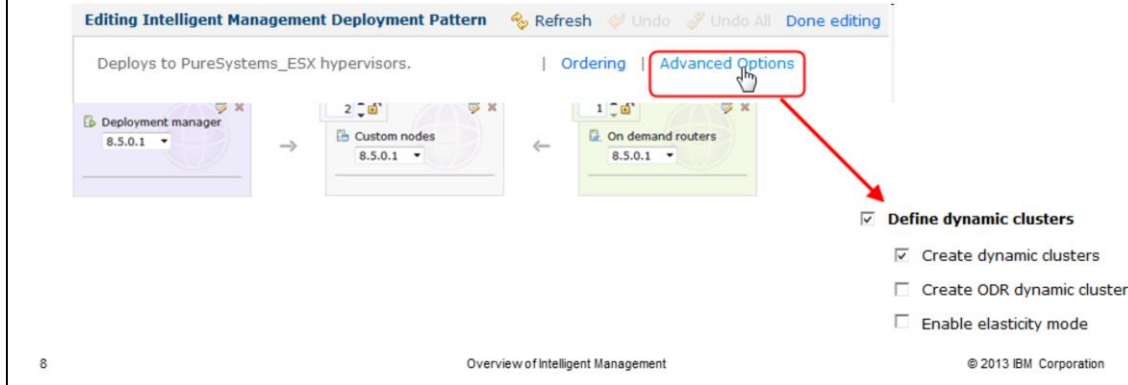 Editing Intelligent Management Deployment Pattern Refresh Undo Undo All Done editing
Deploys to PureSystems_ESX hypervisors. | Ordering | Advanced Options
Deployment manager
8.5.0.1
2
Custom nodes
8.5.0.1
1
On demand routers
8.5.0.1
Define dynamic clusters
Create dynamic clusters
Create ODR dynamic cluster
Enable elasticity mode
8 Overview of Intelligent Management © 2013 IBM Corporation